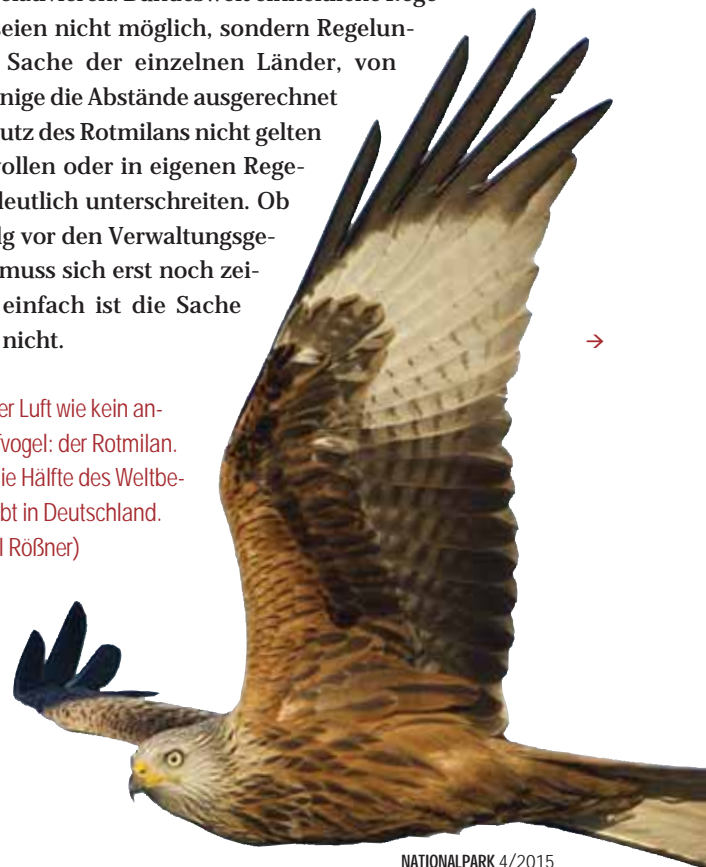 seien nicht möglich, sondern Regelun-
Sache der einzelnen Länder, von
nige die Abstände ausgerechnet
utz des Rotmilans nicht gelten
vollen oder in eigenen Rege-
deutlich unterschreiten. Ob
lg vor den Verwaltungsge-
muss sich erst noch zei-
einfach ist die Sache
nicht.
→
er Luft wie kein an-
fvogel: der Rotmilan.
ie Hälfte des Weltbe-
bt in Deutschland.
l Rößner)
NATIONALPARK 4/2015